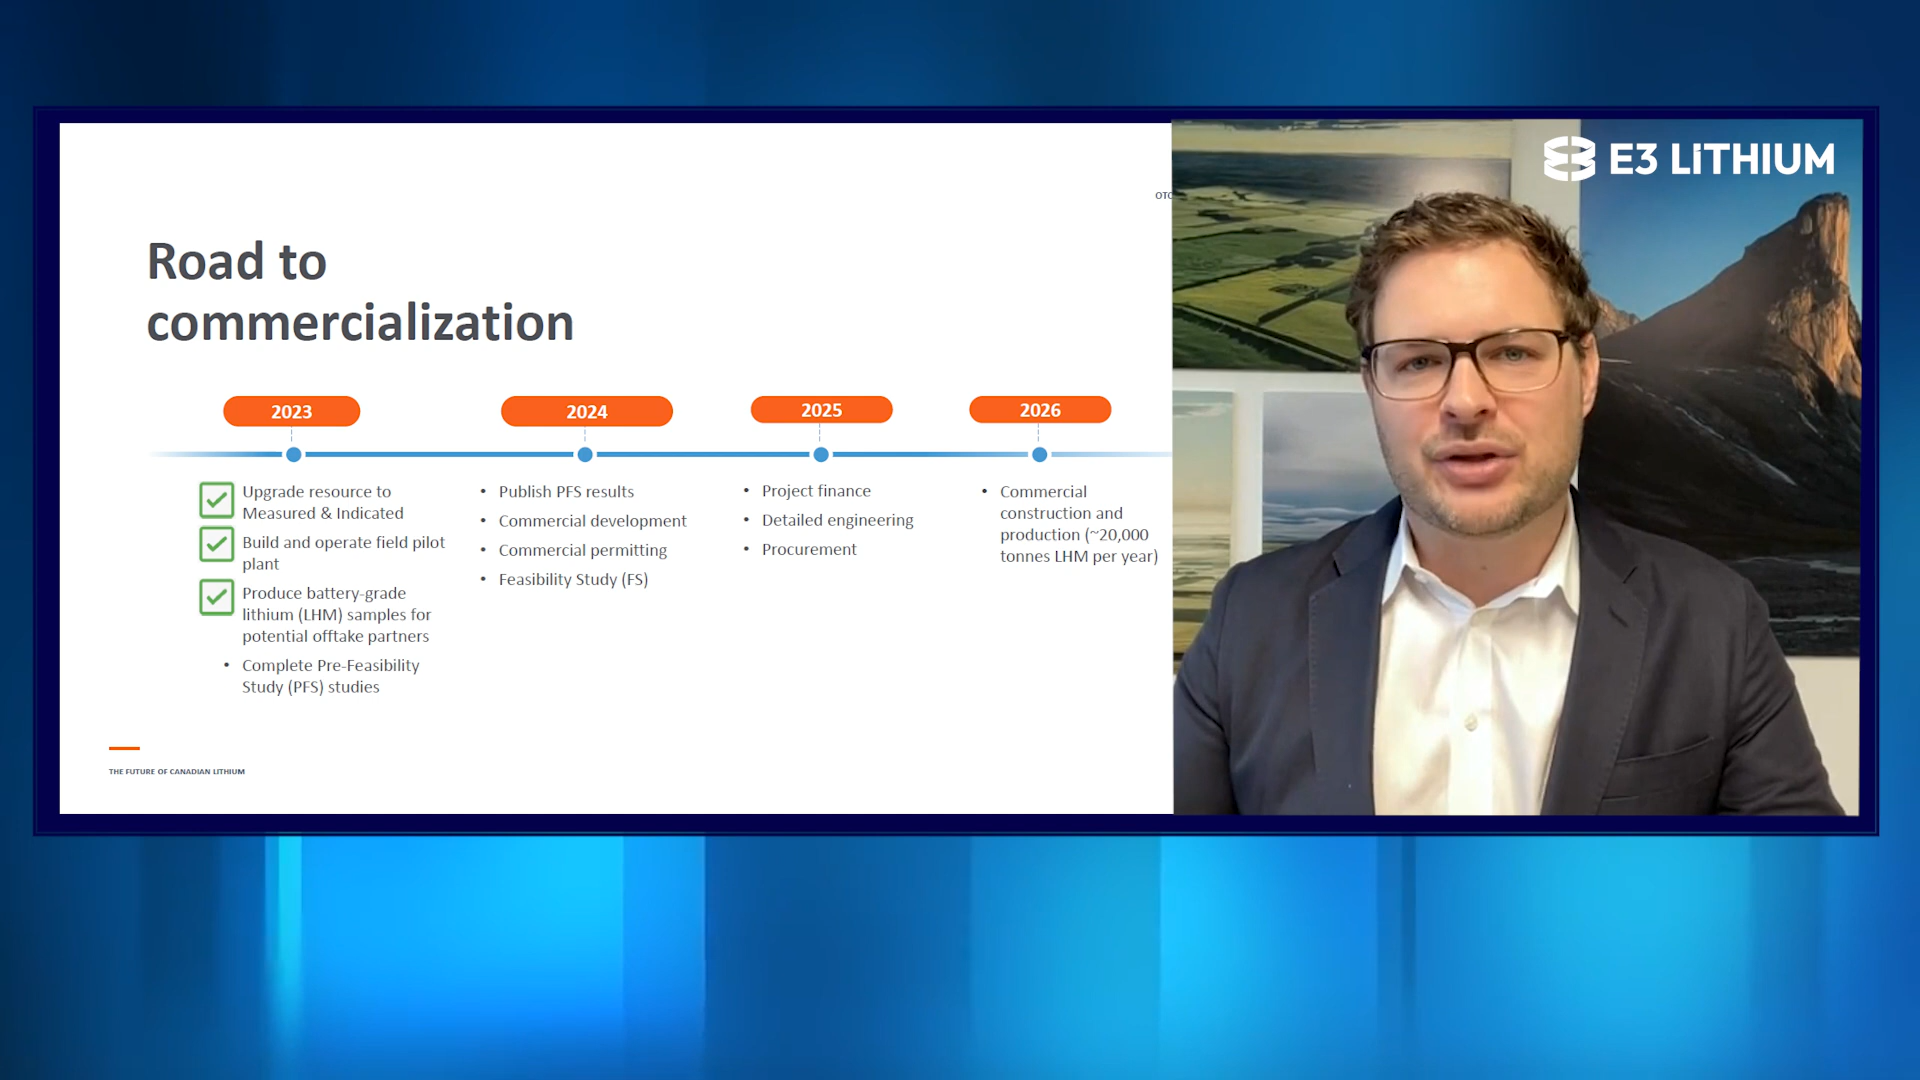 E3 LITHIUM
OTC
Road to
commercialization
2023
2024
2025
2026
Upgrade resource to
Measured & Indicated
Build and operate field pilot
plant
Produce battery-grade
lithium (LHM) samples for
potential offtake partners
• Complete Pre-Feasibility
Study (PFS) studies
• Publish PFS results
• Commercial development
• Commercial permitting
• Feasibility Study (FS)
• Project finance
• Detailed engineering
• Procurement
• Commercial
construction and
production (~20,000
tonnes LHM per year)
THE FUTURE OF CANADIAN LITHIUM